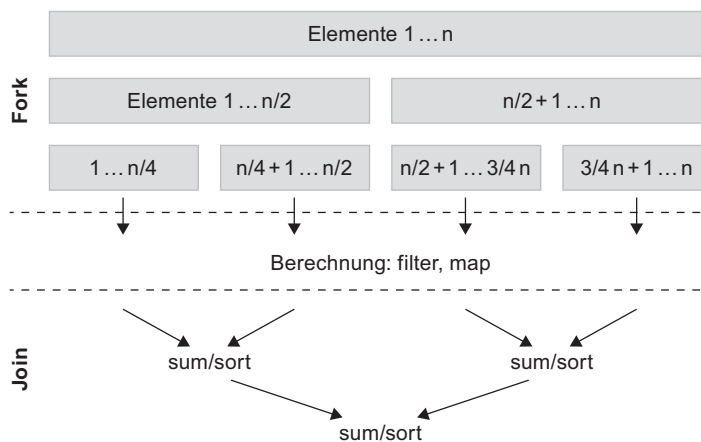 Fork
Elemente 1 … n
Elemente 1 … n/2
n/2 + 1 … n
1 … n/4
n/4 + 1 … n/2
n/2 + 1 … 3/4 n
3/4 n + 1 … n
Berechnung: filter, map
Join
sum/sort
sum/sort
sum/sort